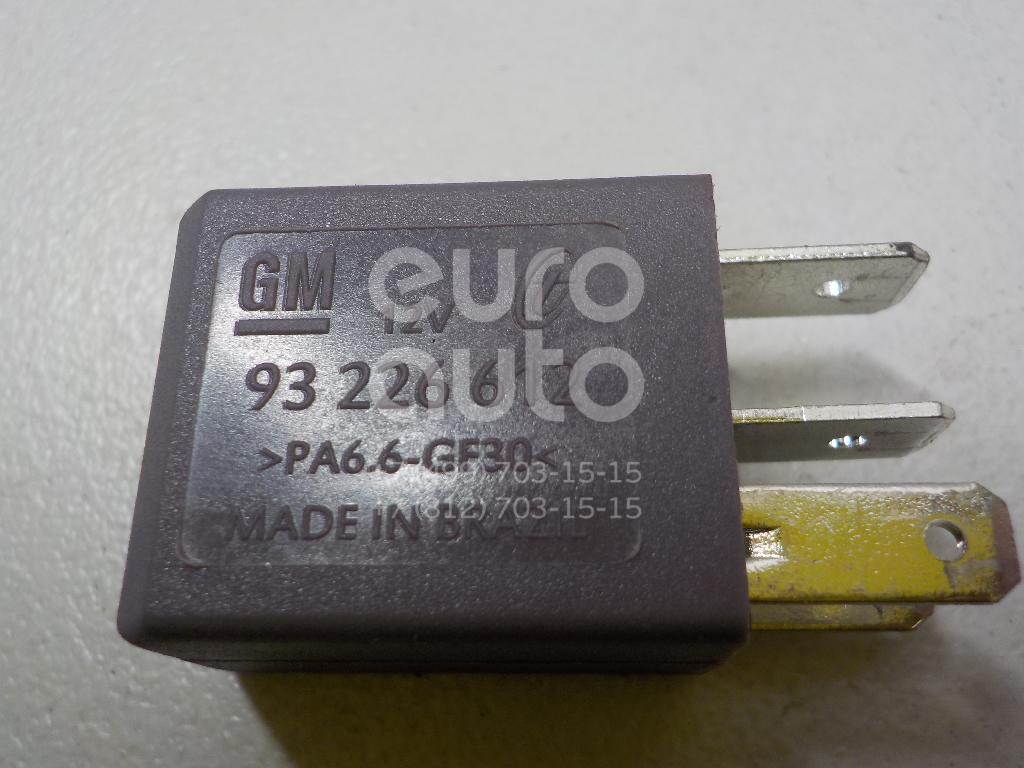 GM
12V
euro
auto
93 226 612
>PA6.6-GF30<
703-15-15
MADE IN BRAZIL
(812) 703-15-15